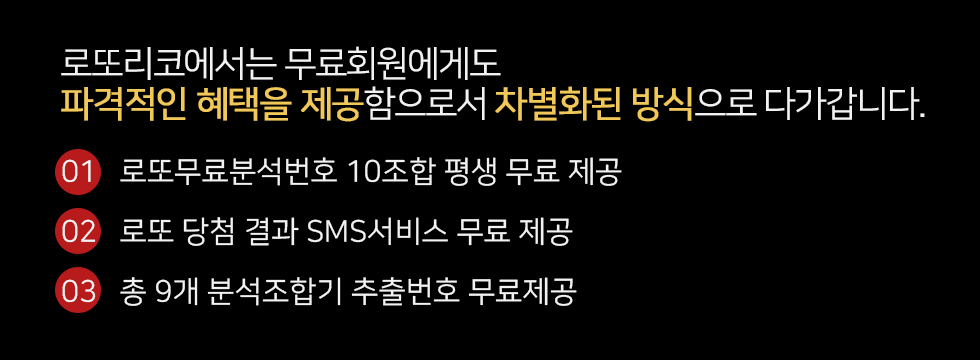 로또리코에서는 무료회원에게도
파격적인 혜택을 제공함으로서 차별화된 방식으로 다가갑니다.
01 로또무료분석번호 10조합 평생 무료 제공
02 로또 당첨 결과 SMS서비스 무료 제공
03 총 9개 분석조합기 추출번호 무료제공